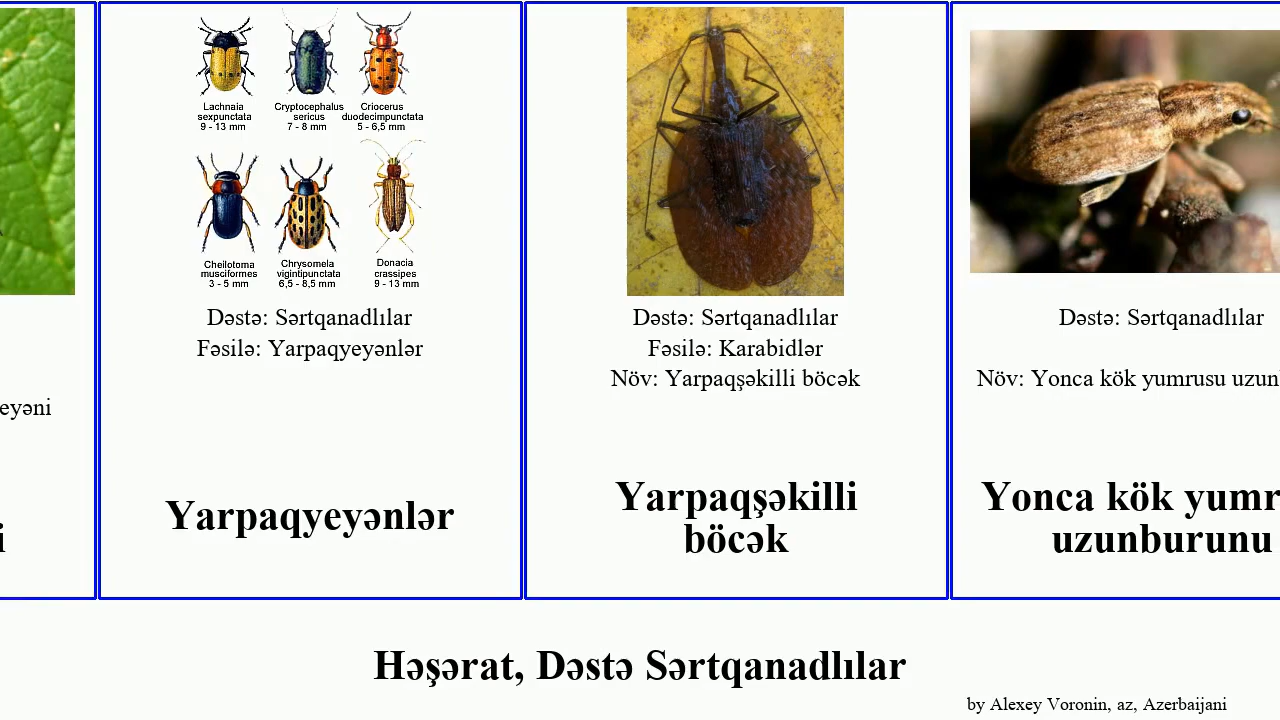 Lachnaia
sexpunctata
9 - 13 mm
Cryptocephalus
sericus
7 - 8 mm
Criocerus
duodecimpunctata
5 - 6,5 mm
Cheilotoma
musciformes
3 - 5 mm
Chrysomela
vigintipunctata
6,5 - 8,5 mm
Donacia
crassipes
9 - 13 mm
eyəni
i
Dəstə: Sərtqanadlılar
Fəsilə: Yarpaqyeyənlər
Yarpaqyeyənlər
Dəstə: Sərtqanadlılar
Fəsilə: Karabidlər
Növ: Yarpaqşəkilli böcək
Yarpaqşəkilli
böcək
Dəstə: Sərtqanadlılar
Növ: Yonca kök yumrusu uzun
Yonca kök yumr
uzunburunu
Həşərat, Dəstə Sərtqanadlılar
by Alexey Voronin, az, Azerbaijani